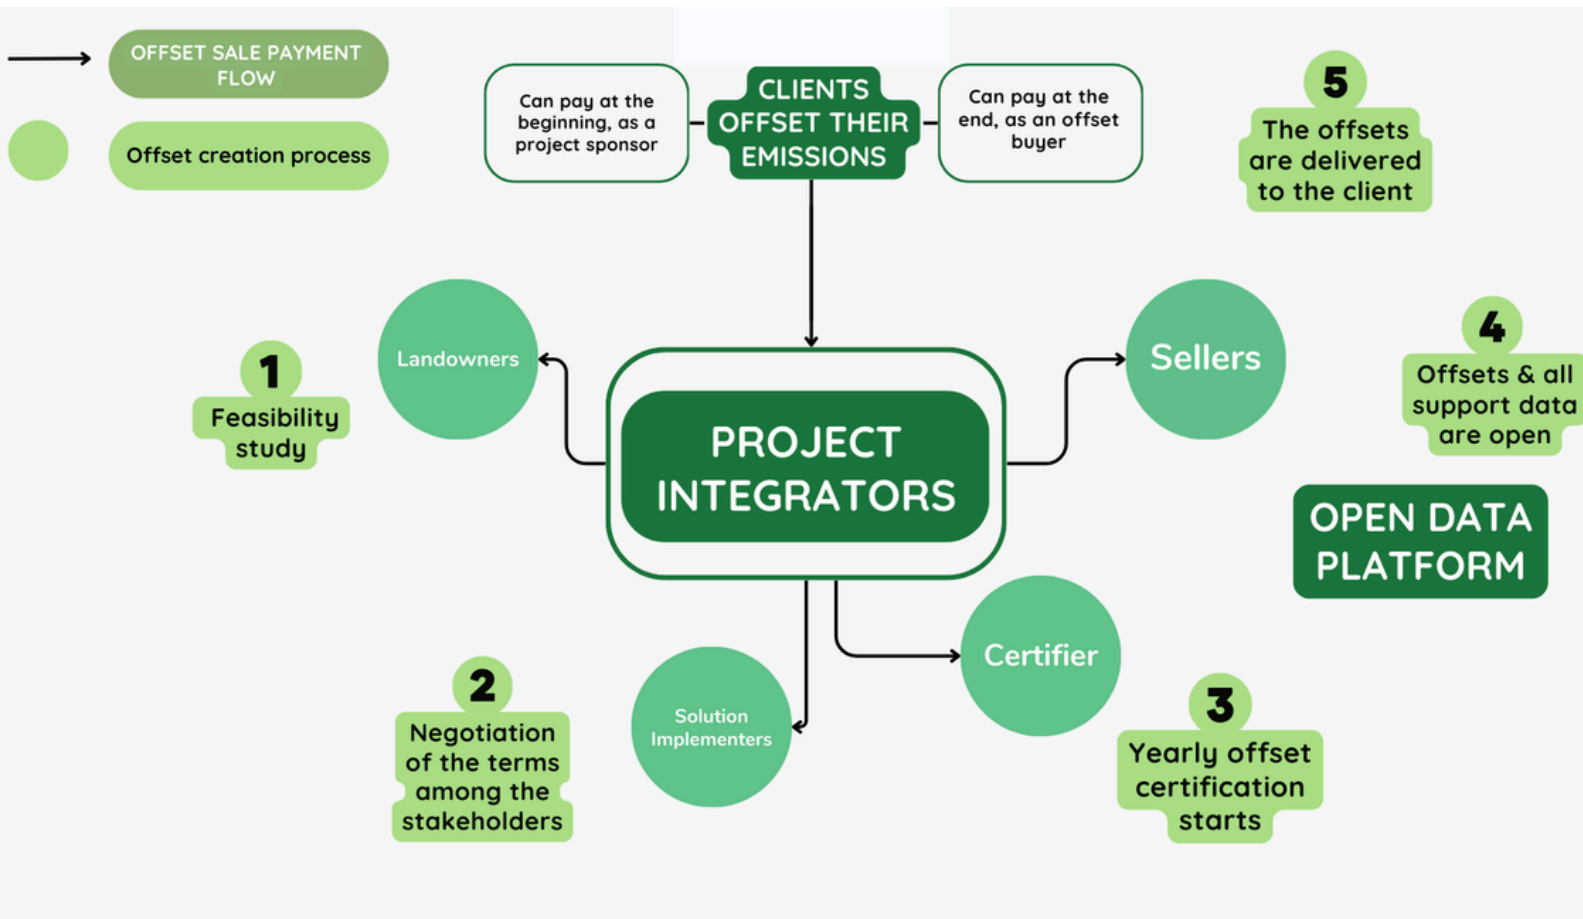 OFFSET SALE PAYMENT
FLOW
Offset creation process
Can pay at the
beginning, as a
project sponsor
CLIENTS
OFFSET THEIR
EMISSIONS
Can pay at the
end, as an offset
buyer
5
The offsets
are delivered
to the client
1
Feasibility
study
Landowners
PROJECT
INTEGRATORS
Sellers
4
Offsets & all
support data
are open
OPEN DATA
PLATFORM
2
Negotiation
of the terms
among the
stakeholders
Solution
Implementers
Certifier
3
Yearly offset
certification
starts